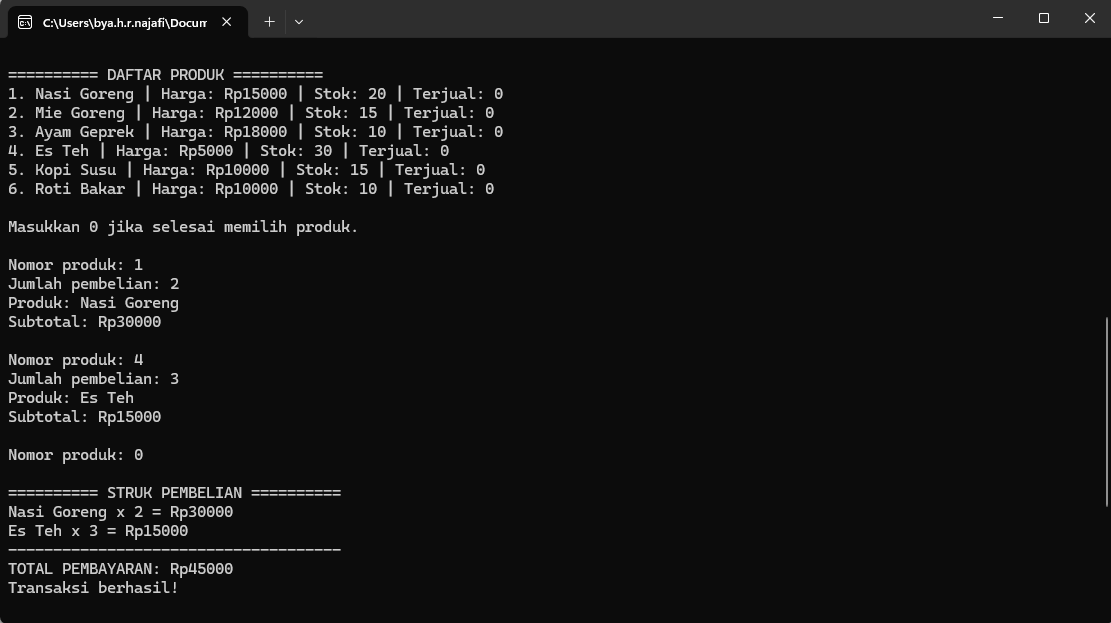 C:\Users\bya.h.r.najafi\Docum
========== DAFTAR PRODUK ==========
1. Nasi Goreng | Harga: Rp15000 | Stok: 20 | Terjual: 0
2. Mie Goreng | Harga: Rp12000 | Stok: 15 | Terjual: 0
3. Ayam Geprek | Harga: Rp18000 | Stok: 10 | Terjual: 0
4. Es Teh | Harga: Rp5000 | Stok: 30 | Terjual: 0
5. Kopi Susu | Harga: Rp10000 | Stok: 15 | Terjual: 0
6. Roti Bakar | Harga: Rp10000 | Stok: 10 | Terjual: 0
Masukkan 0 jika selesai memilih produk.
Nomor produk: 1
Jumlah pembelian: 2
Produk: Nasi Goreng
Subtotal: Rp30000
Nomor produk: 4
Jumlah pembelian: 3
Produk: Es Teh
Subtotal: Rp15000
Nomor produk: 0
========== STRUK PEMBELIAN ==========
Nasi Goreng x 2 = Rp30000
Es Teh x 3 = Rp15000
-------------------------------------
TOTAL PEMBAYARAN: Rp45000
Transaksi berhasil!